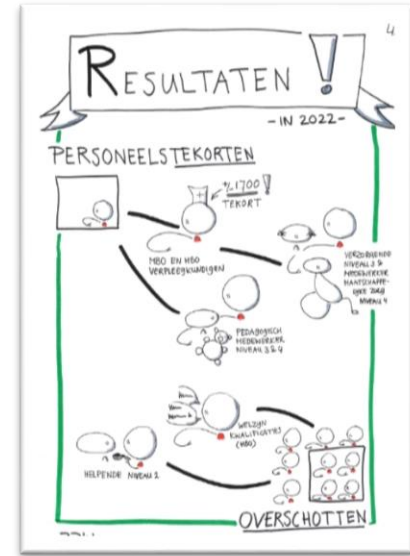 4
RESULTATEN !
- IN 2022 -
PERSONEELSTEKORTEN
1700 !
TEKORT
MBO EN HBO
VERPLEEGKUNDIGEN
VERZORGENDE
NIVEAU 3 &
MEDEWERKER
MAATSCHAPPE-
ZORG
NIVEAU 4
PEDAGOGISCH
MEDEWERKER
NIVEAU 3 & 4
WELZIJN
KWALIFICATIES
(HBO)
HELPENDE NIVEAU 2
OVERSCHOTTEN